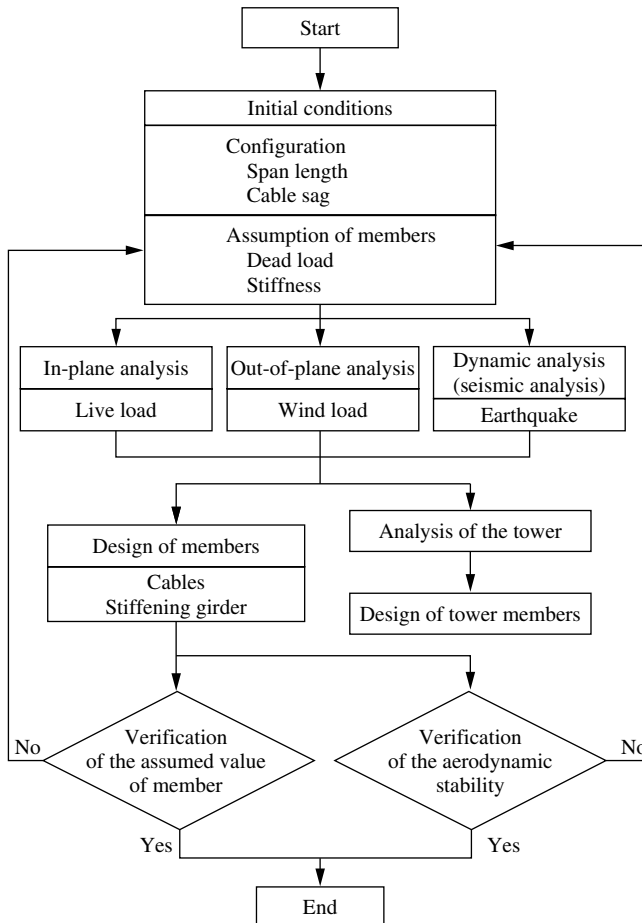 Start
Initial conditions
Configuration
Span length
Cable sag
Assumption of members
Dead load
Stiffness
In-plane analysis
Live load
Out-of-plane analysis
Wind load
Dynamic analysis
(seismic analysis)
Earthquake
Design of members
Cables
Stiffening girder
Analysis of the tower
Design of tower members
No
Verification
of the assumed value
of member
Verification
of the aerodynamic
stability
No
Yes
Yes
End